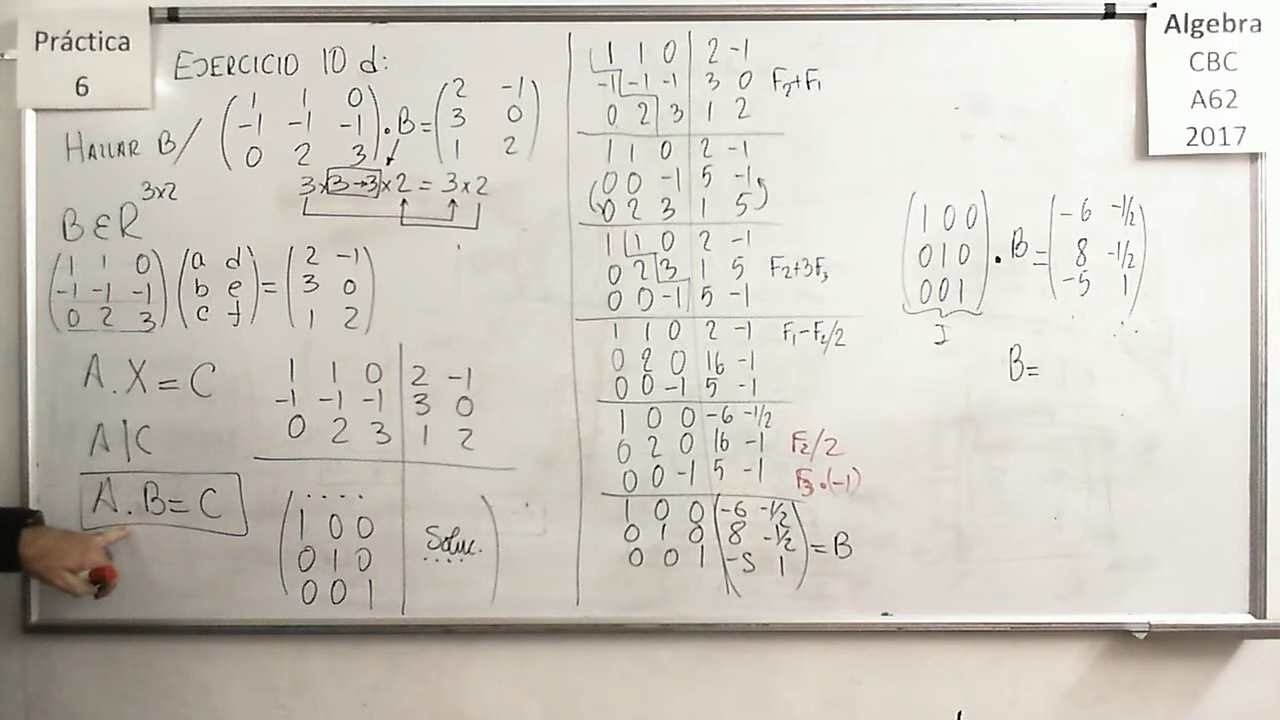 Práctica
6
Algebra
CBC
A62
2017
EJERCICIO 10 d:
HALLAR B/ (1 1 0) . B = (2 -1)
(-1 -1 -1) (3 0)
(0 2 3) (1 2)
3x3→3x2 = 3x2
B ∈ R^3x2
(1 1 0) (a d) = (2 -1)
(-1 -1 -1) (b e) (3 0)
(0 2 3) (c f) (1 2)
A.X = C
A|C
A.B = C
1 1 0 | 2 -1
-1 -1 -1 | 3 0
0 2 3 | 1 2
. . . .
1 0 0
0 1 0 | Soluc.
0 0 1 . . . .
1 1 0 | 2 -1
-1 -1 -1 | 3 0 F2+F1
0 2 3 | 1 2
1 1 0 | 2 -1
0 0 -1 | 5 -1
0 2 3 | 1 5
1 1 0 | 2 -1
0 2 3 | 1 5 F2+3F3
0 0 -1 | 5 -1
1 1 0 | 2 -1 F1-F2/2
0 2 0 | 16 -1
0 0 -1 | 5 -1
1 0 0 | -6 -1/2
0 2 0 | 16 -1 F2/2
0 0 -1 | 5 -1 F3.(-1)
1 0 0 (-6 -1/2)
0 1 0 (8 -1/2) = B
0 0 1 (-5 1)
(1 0 0) (-6 -1/2)
(0 1 0) . B = (8 -1/2)
(0 0 1) (-5 1)
I
B=